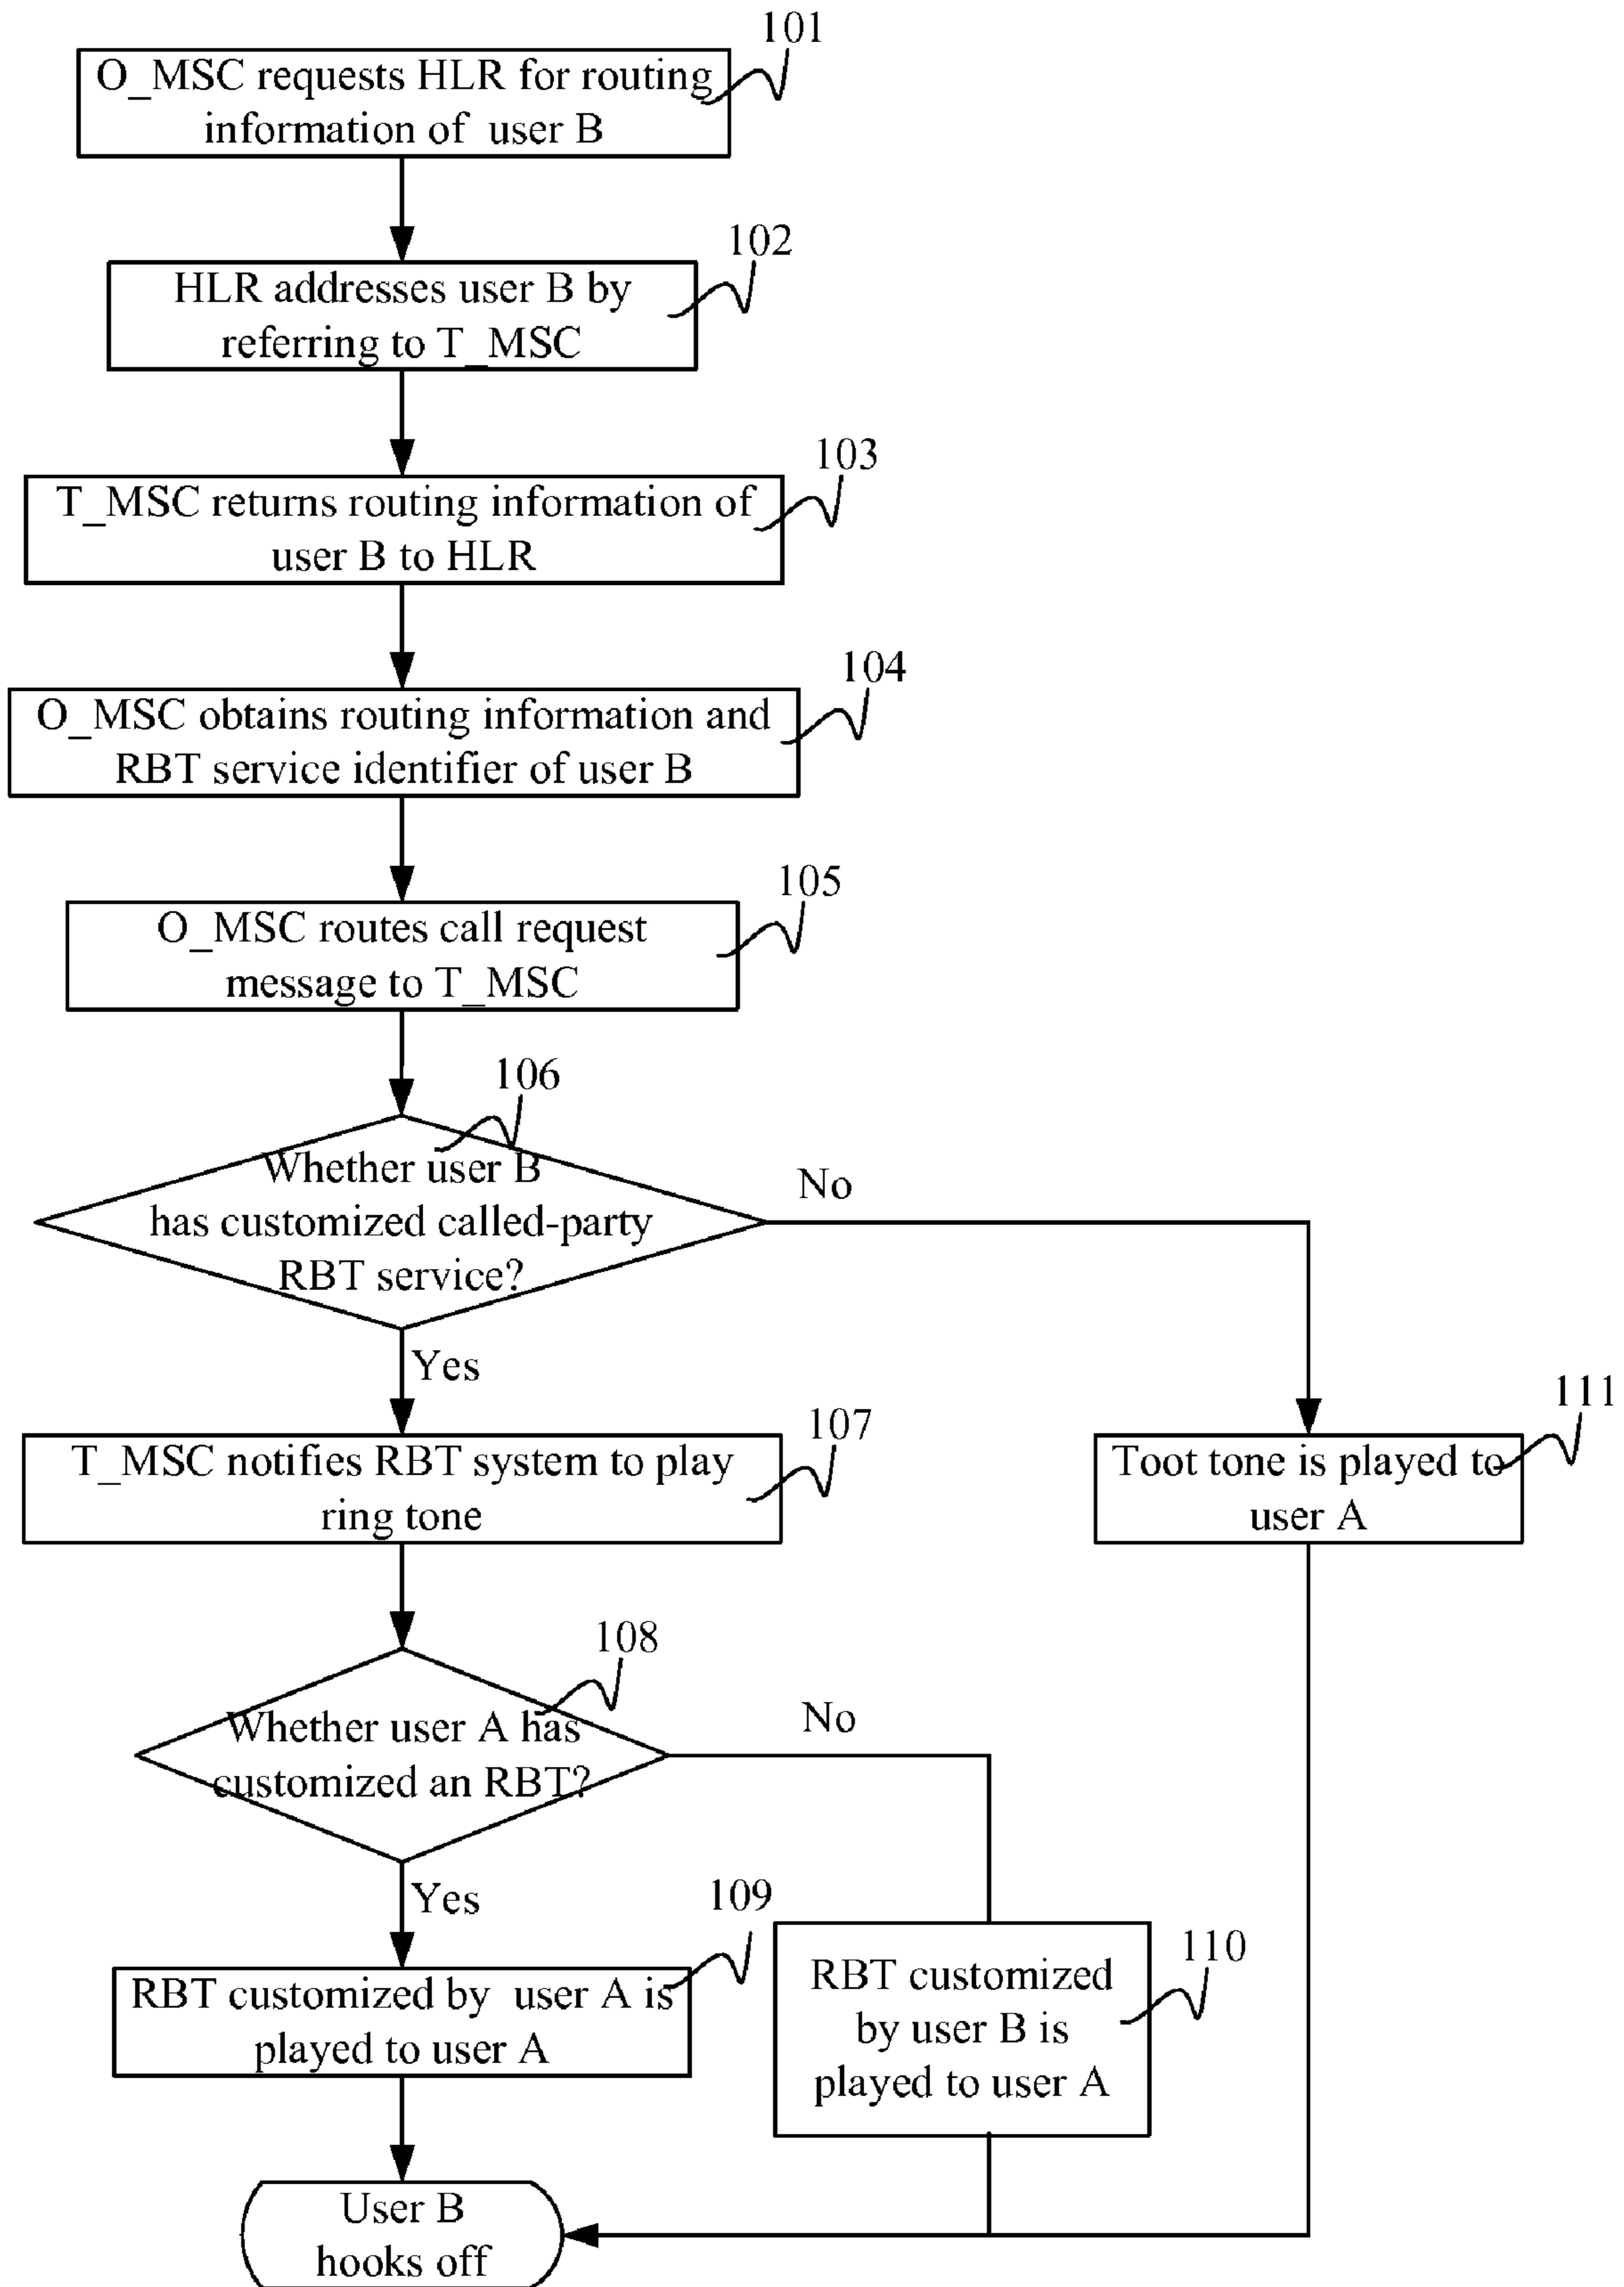 101
O_MSC requests HLR for routing
information of user B
102
HLR addresses user B by
referring to T_MSC
103
T_MSC returns routing information of
user B to HLR
104
O_MSC obtains routing information and
RBT service identifier of user B
105
O_MSC routes call request
message to T_MSC
106
Whether user B
has customized called-party
RBT service?
No
Yes
107
T_MSC notifies RBT system to play
ring tone
111
Toot tone is played to
user A
108
Whether user A has
customized an RBT?
No
Yes
109
RBT customized by user A is
played to user A
110
RBT customized
by user B is
played to user A
User B
hooks off